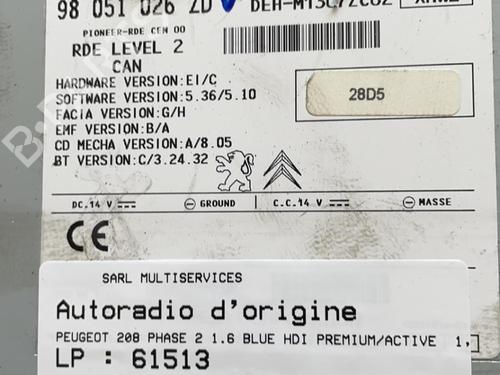 98 051 026 ZD
PIONEER-RDE CEM 00
RDE LEVEL 2
CAN
HARDWARE VERSION:EI/C
SOFTWARE VERSION:5.36/5.10
FACIA VERSION:G/H
EMF VERSION:B/A
CD MECHA VERSION:A/8.05
BT VERSION:C/3.24.32
28D5
DC.14 V GROUND C.C.14 V MASSE
CE
SARL MULTISERVICES
Autoradio d'origine
PEUGEOT 208 PHASE 2 1.6 BLUE HDI PREMIUM/ACTIVE 1,
LP : 61513